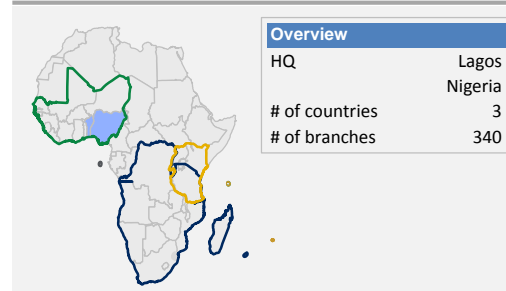 Overview
HQ Lagos
Nigeria
# of countries 3
# of branches 340